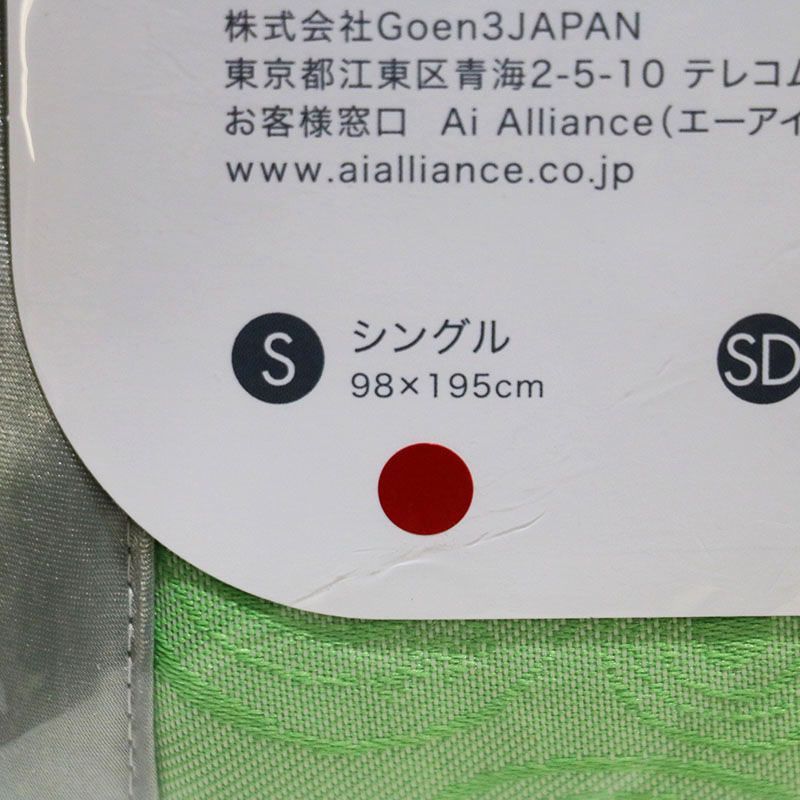 株式会社Goen3JAPAN
東京都江東区青海2-5-10 テレコム
お客様窓口 Ai Alliance(エーアイ
www.aialliance.co.jp
S シングル SD
98×195cm